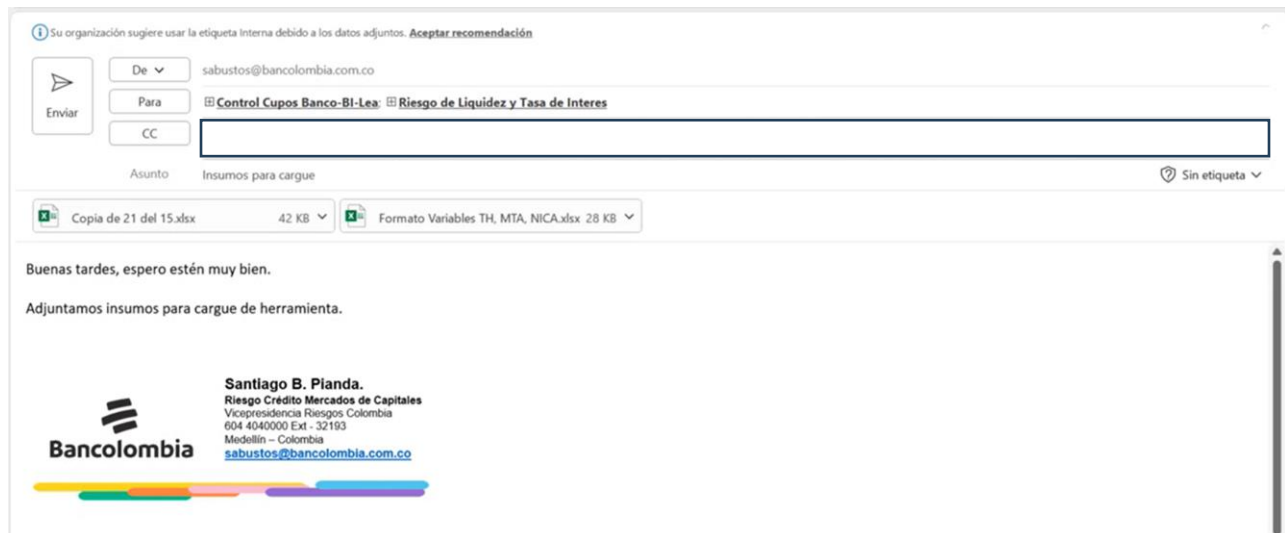 Su organización sugiere usar la etiqueta Interna debido a los datos adjuntos. Aceptar recomendación
Enviar
De
sabustos@bancolombia.com.co
Para
Control Cupos Banco-BI-Lea; Riesgo de Liquidez y Tasa de Interes
CC
Asunto
Insumos para cargue
Sin etiqueta
Copia de 21 del 15.xlsx
42 KB
Formato Variables TH, MTA, NICA.xlsx 28 KB
Buenas tardes, espero estén muy bien.
Adjuntamos insumos para cargue de herramienta.
Bancolombia
Santiago B. Pianda.
Riesgo Crédito Mercados de Capitales
Vicepresidencia Riesgos Colombia
604 4040000 Ext - 32193
Medellín – Colombia
sabustos@bancolombia.com.co